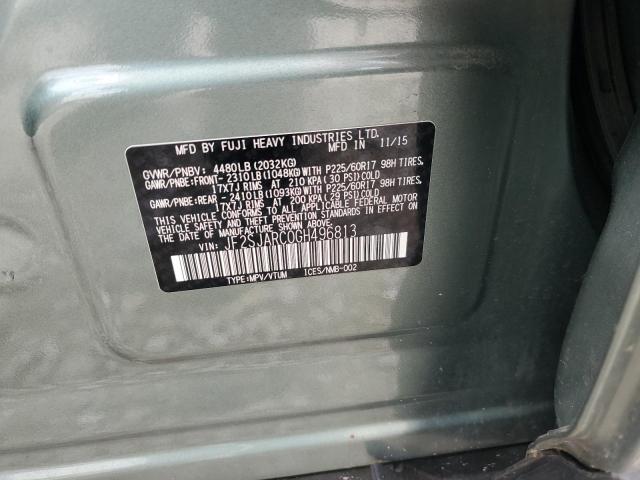 MFD BY FUJI HEAVY INDUSTRIES LTD.
MFD IN 11/15
GVWR/PNBV: 4480LB(2032KG)
GAWR/PNBE:FRONT-2310LB(1048KG) WITH P225/60R17 98H TIRES.
17X7J RIMS AT 210 KPA(30 PSI)COLD
GAWR/PNBE:REAR -2410LB(1093KG) WITH P225/60R17 98H TIRES.
17X7J RIMS AT 200 KPA(29 PSI)COLD
THIS VEHICLE CONFORMS TO ALL APPLICABLE FEDERAL MOTOR
VEHICLE SAFETY, BUMPER, AND THEFT PREVENTION STANDARDS
IN EFFECT ON THE DATE OF MANUFACTURE SHOWN ABOVE.
VIN: JF2SJARC0GH496813
TYPE:MPV/VTUM ICES/NMB-002